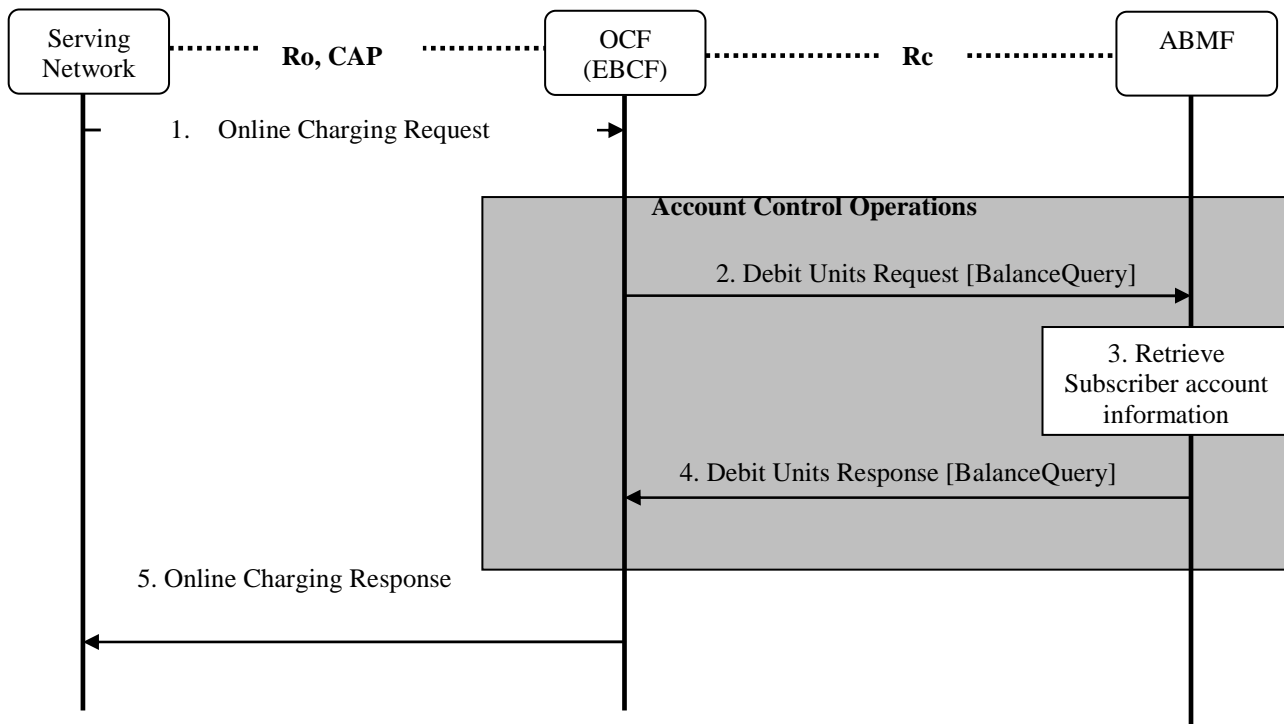 Serving
Network
Ro, CAP
OCF
(EBCF)
Rc
ABMF
1. Online Charging Request
Account Control Operations
2. Debit Units Request [BalanceQuery]
3. Retrieve
Subscriber account
information
4. Debit Units Response [BalanceQuery]
5. Online Charging Response